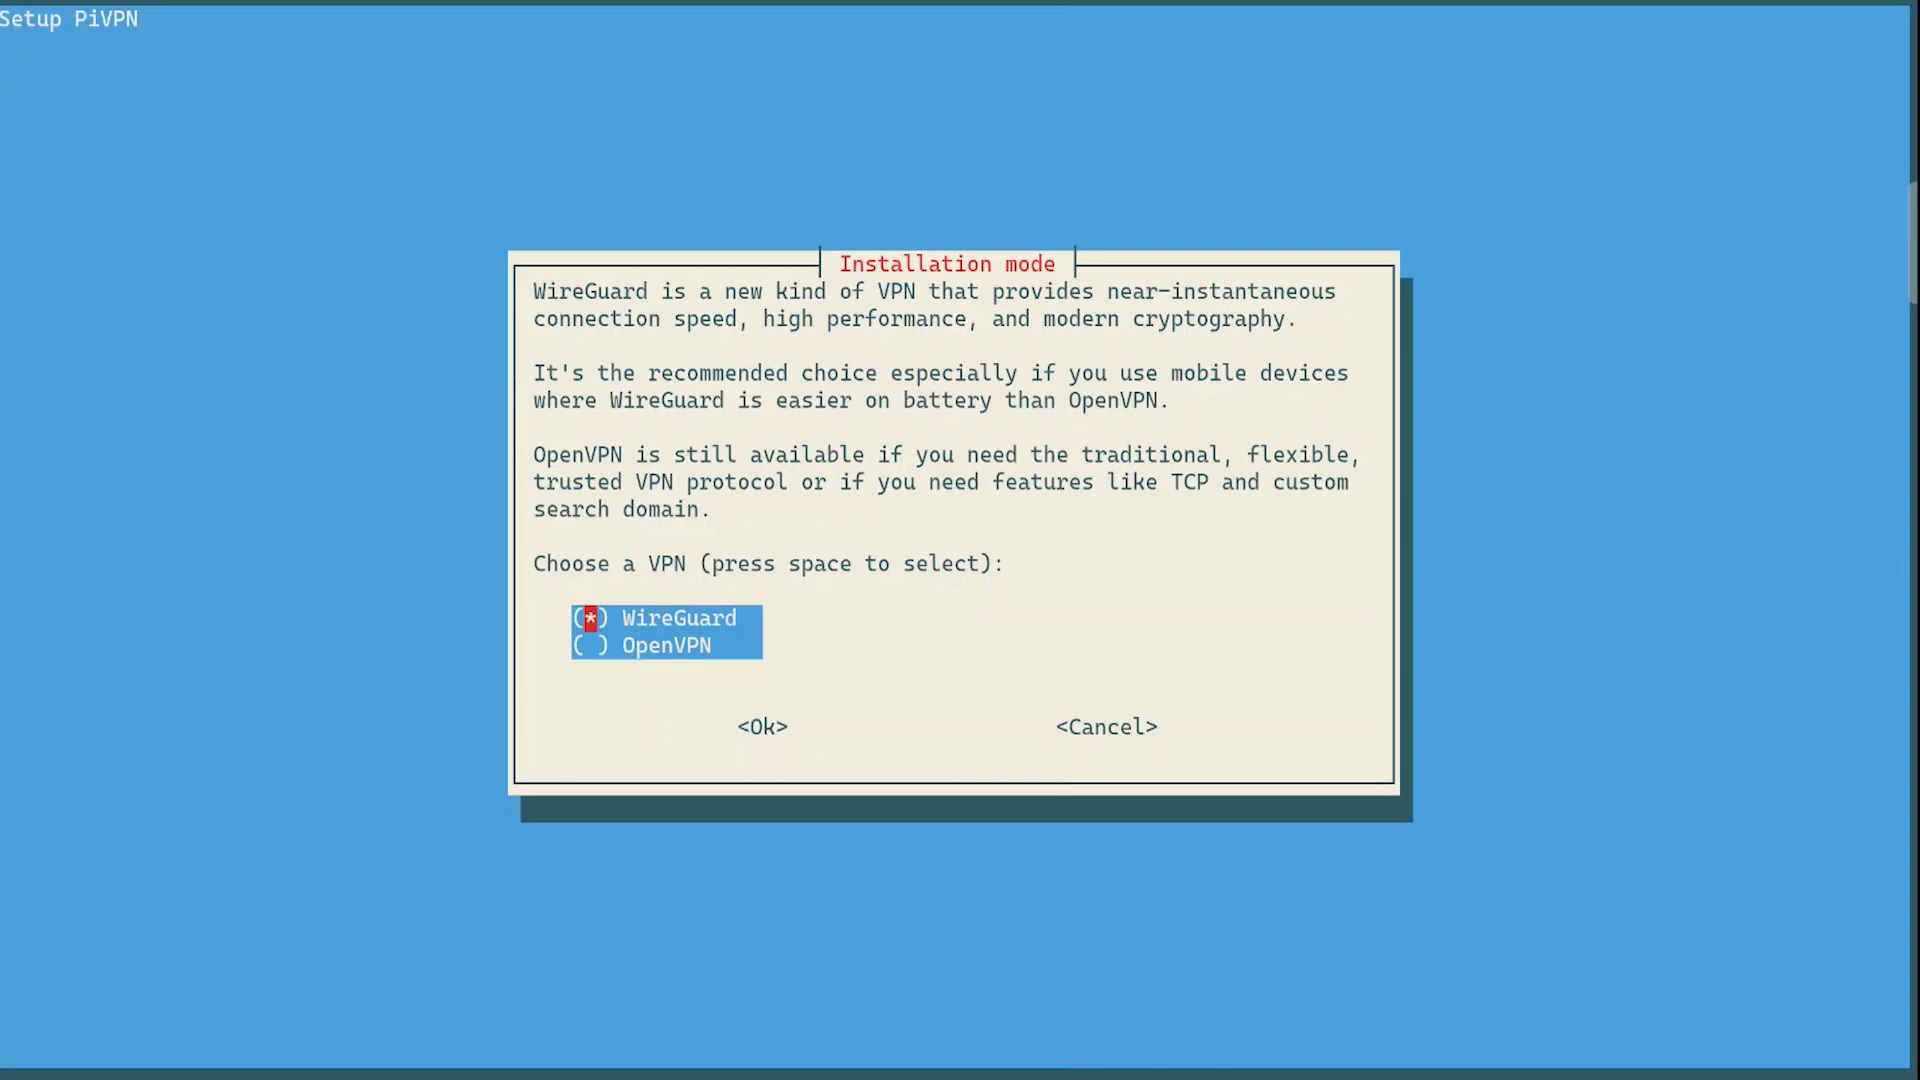 Setup PiVPN
Installation mode
WireGuard is a new kind of VPN that provides near-instantaneous
connection speed, high performance, and modern cryptography.
It's the recommended choice especially if you use mobile devices
where WireGuard is easier on battery than OpenVPN.
OpenVPN is still available if you need the traditional, flexible,
trusted VPN protocol or if you need features like TCP and custom
search domain.
Choose a VPN (press space to select):
(*) WireGuard
( ) OpenVPN
<Ok> <Cancel>